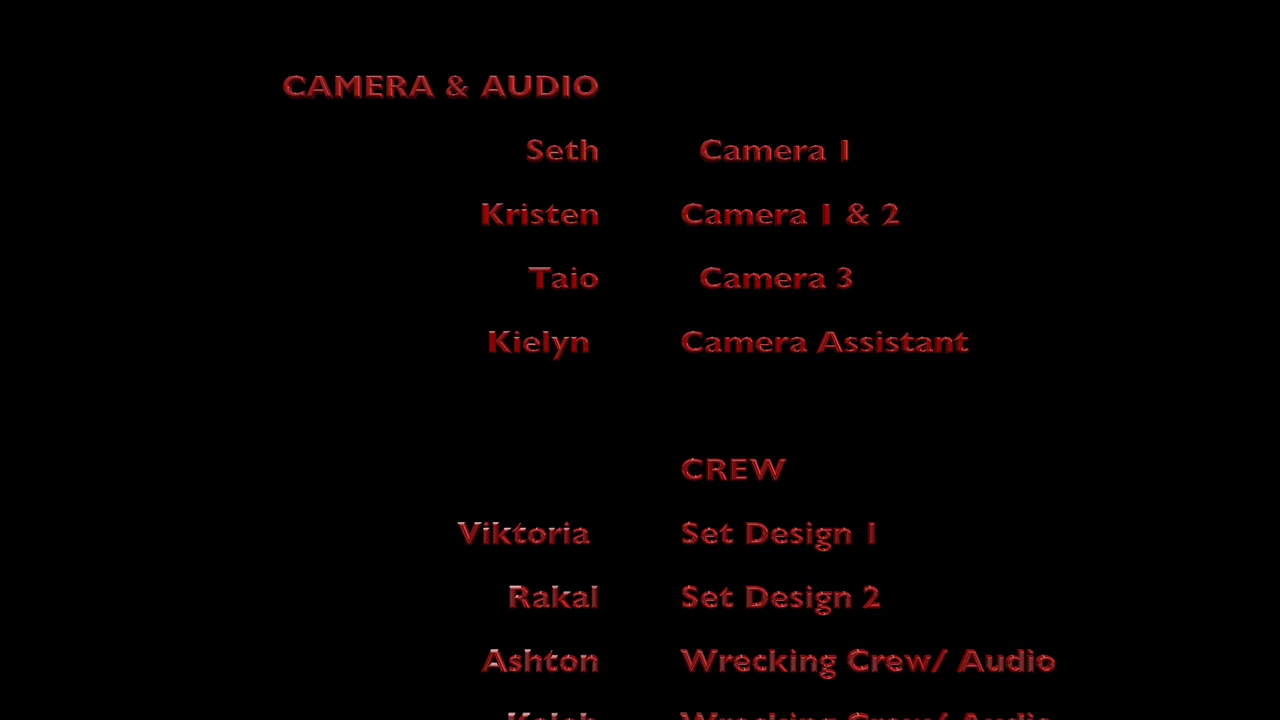 CAMERA & AUDIO
Seth Camera 1
Kristen Camera 1 & 2
Taio Camera 3
Kielyn Camera Assistant
CREW
Viktoria Set Design 1
Rakal Set Design 2
Ashton Wrecking Crew/ Audio